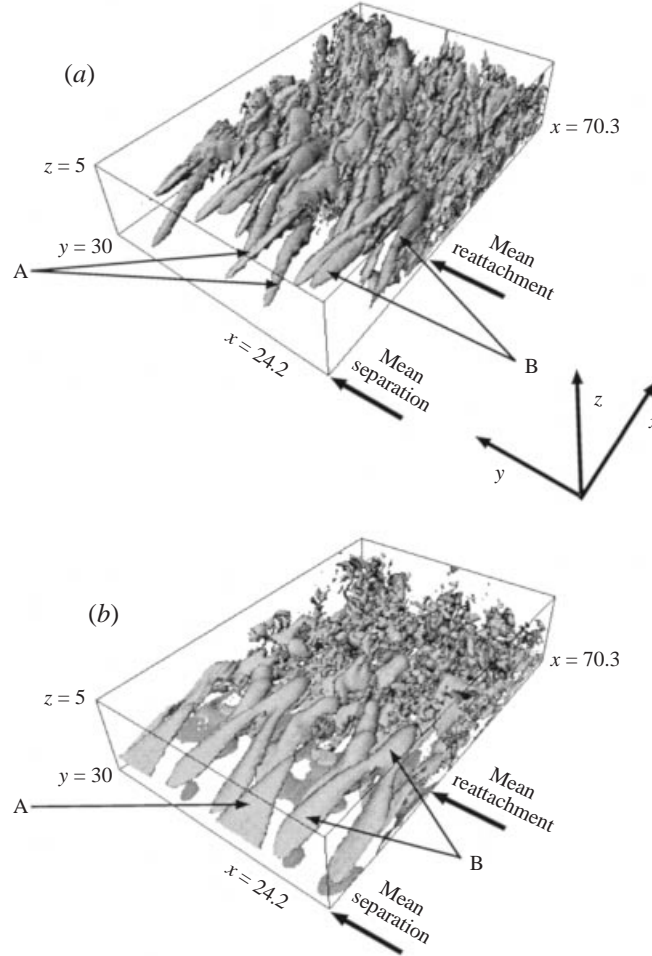 (a)
x = 70.3
z = 5
y = 30
A
Mean
reattachment
x = 24.2
B
Mean
separation
z
x
y
(b)
x = 70.3
z = 5
y = 30
A
Mean
reattachment
B
x = 24.2
Mean
separation